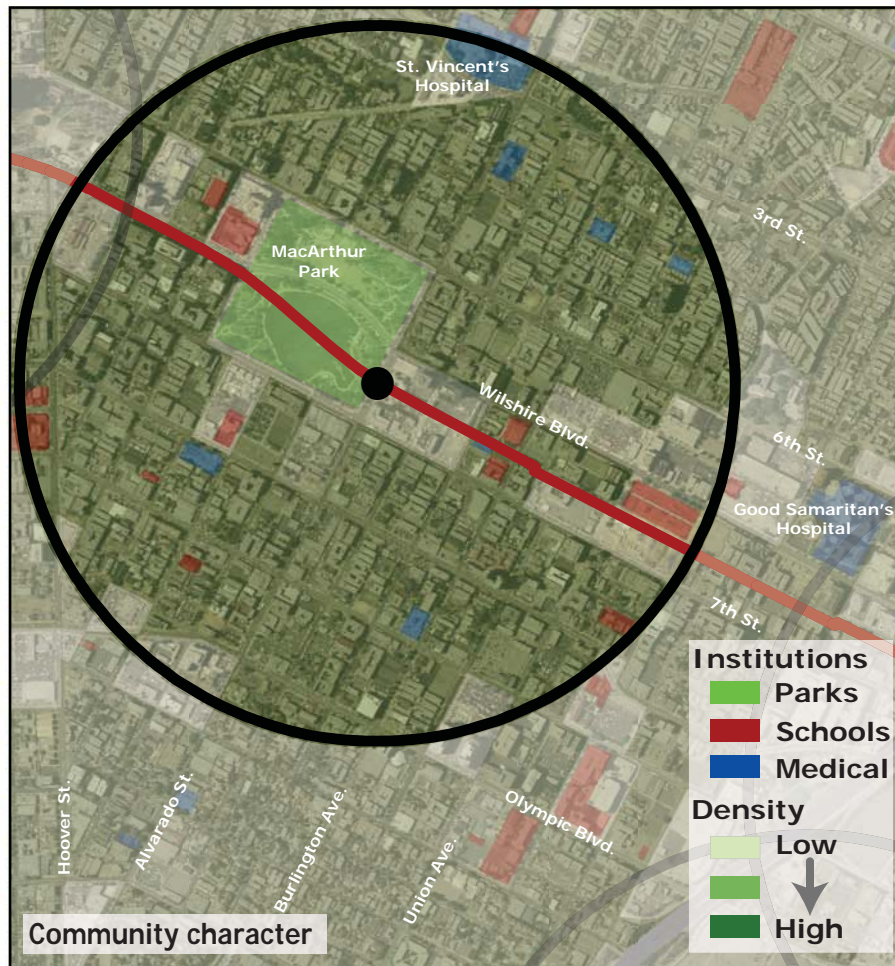 St. Vincent's
Hospital
3rd St.
MacArthur
Park
Wilshire Blvd.
6th St.
Good Samaritan's
Hospital
7th St.
Institutions
Parks
Schools
Medical
Density
Low
High
Hoover St.
Alvarado St.
Burlington Ave.
Union Ave.
Olympic Blvd.
Community character